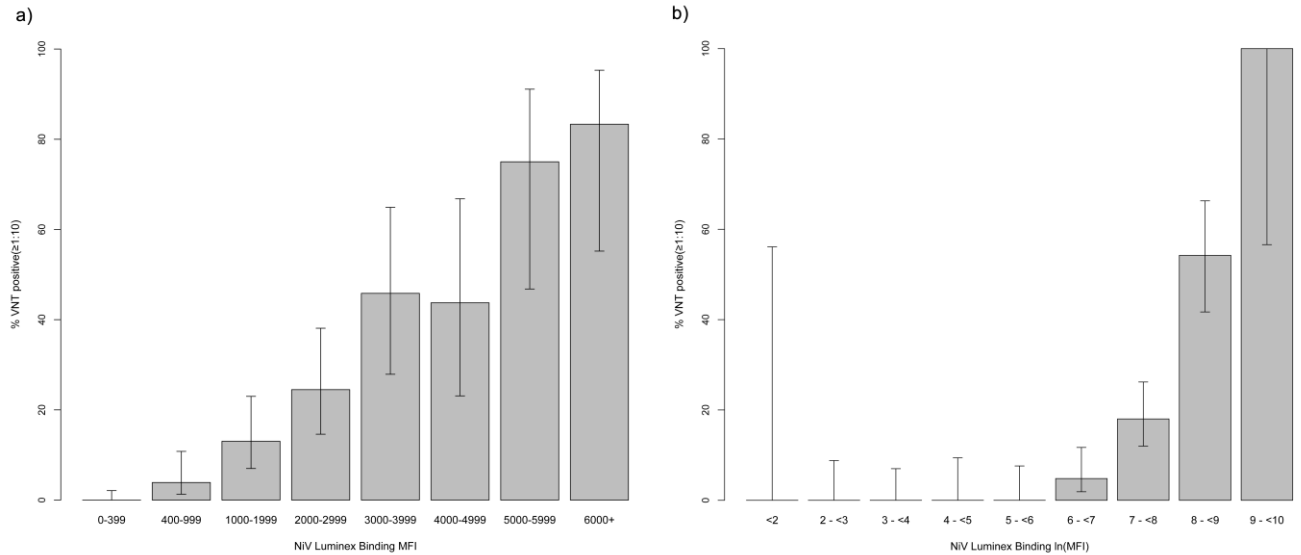 a)
100
80
60
40
20
0
% VNT positive(≥1:10)
0-399 400-999 1000-1999 2000-2999 3000-3999 4000-4999 5000-5999 6000+
NiV Luminex Binding MFI
b)
100
80
60
40
20
0
% VNT positive(≥1:10)
<2 2 - <3 3 - <4 4 - <5 5 - <6 6 - <7 7 - <8 8 - <9 9 - <10
NiV Luminex Binding ln(MFI)